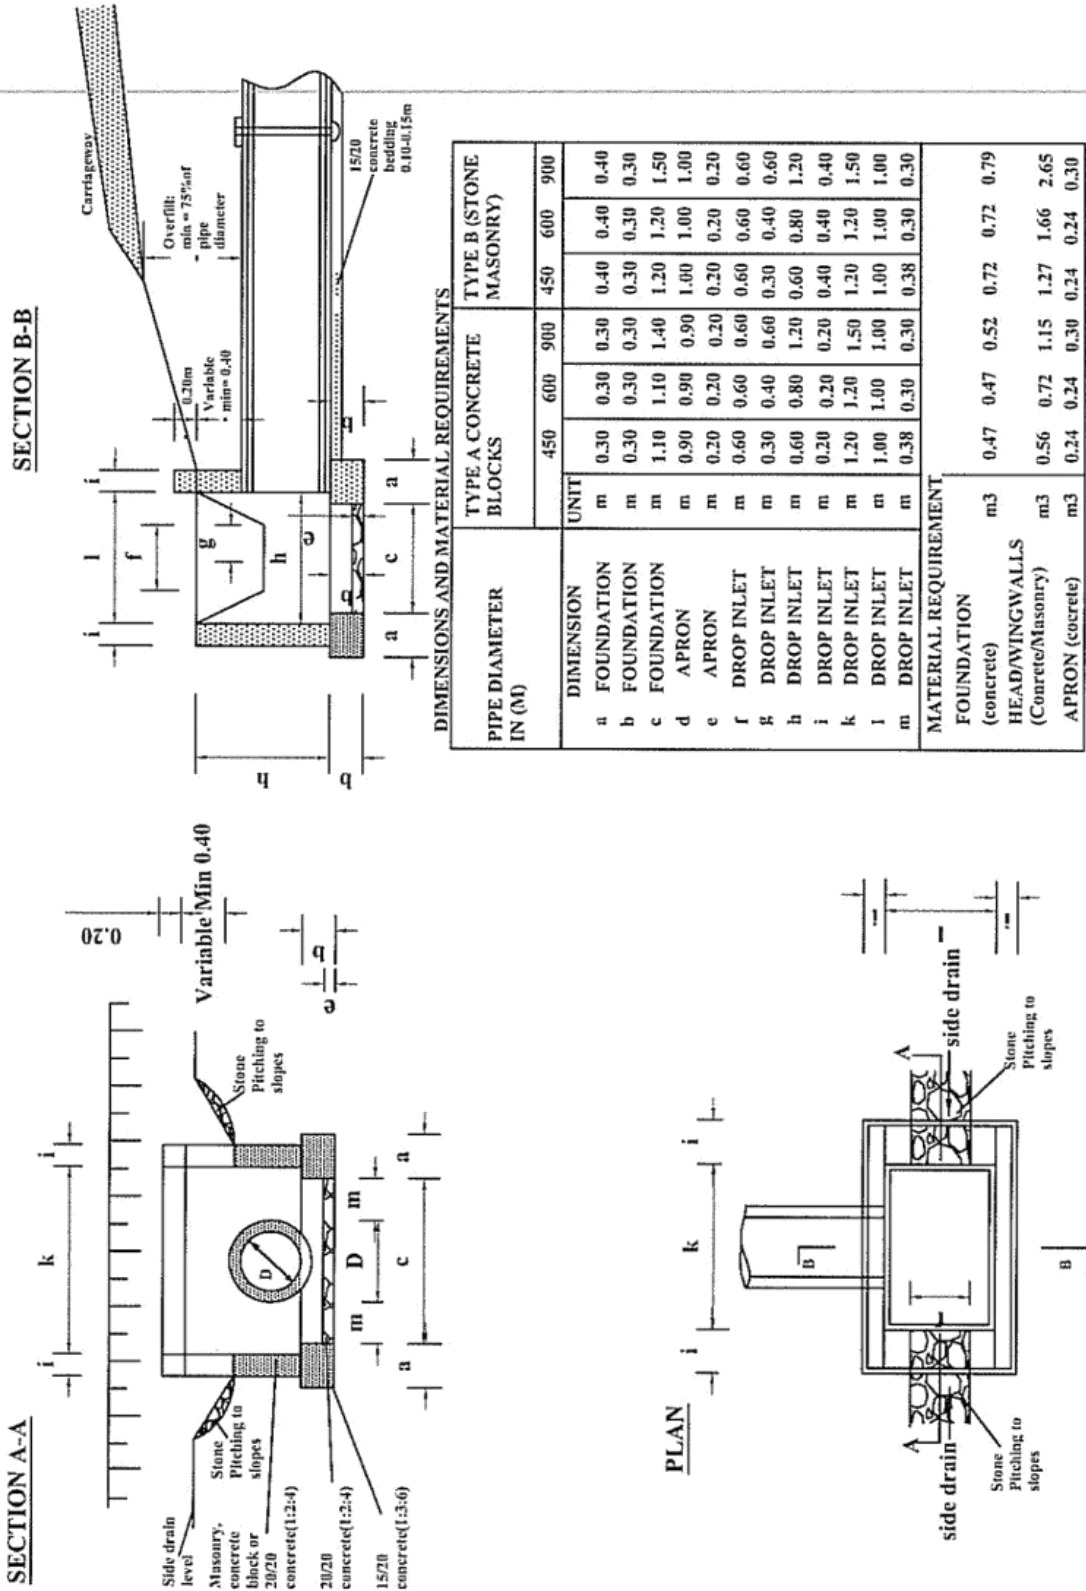 SECTION A-A
i
k
i
0.20
Variable Min 0.40
Side drain
level
Stone
Pitching to
slopes
Stone
Pitching to
slopes
Masonry,
concrete
block or
20/20
concrete(1:2:4)
20/20
concrete(1:2:4)
15/20
concrete(1:3:6)
D
m
D
m
a
c
a
e
b
SECTION B-B
Carriageway
Overfill:
min = 75%of
= pipe
diameter
0.20m
Variable
min= 0.40
i
l
i
f
g
h
e
b
a
c
a
h
b
15/20
concrete
bedding
0.10-0.15m
DIMENSIONS AND MATERIAL REQUIREMENTS
PIPE DIAMETER IN (M) TYPE A CONCRETE BLOCKS TYPE B (STONE MASONRY)
450 600 900 450 600 900
DIMENSION UNIT
a FOUNDATION m 0.30 0.30 0.30 0.40 0.40 0.40
b FOUNDATION m 0.30 0.30 0.30 0.30 0.30 0.30
c FOUNDATION m 1.10 1.10 1.40 1.20 1.20 1.50
d APRON m 0.90 0.90 0.90 1.00 1.00 1.00
e APRON m 0.20 0.20 0.20 0.20 0.20 0.20
f DROP INLET m 0.60 0.60 0.60 0.60 0.60 0.60
g DROP INLET m 0.30 0.40 0.60 0.30 0.40 0.60
h DROP INLET m 0.60 0.80 1.20 0.60 0.80 1.20
i DROP INLET m 0.20 0.20 0.20 0.40 0.40 0.40
k DROP INLET m 1.20 1.20 1.50 1.20 1.20 1.50
l DROP INLET m 1.00 1.00 1.00 1.00 1.00 1.00
m DROP INLET m 0.38 0.30 0.30 0.38 0.30 0.30
MATERIAL REQUIREMENT
FOUNDATION
(concrete) m3 0.47 0.47 0.52 0.72 0.72 0.79
HEAD/WINGWALLS
(Conrete/Masonry) m3 0.56 0.72 1.15 1.27 1.66 2.65
APRON (cocrete) m3 0.24 0.24 0.30 0.24 0.24 0.30
PLAN
i
k
i
B
A
A
side drain
side drain
Stone
Pitching to
slopes
Stone
Pitching to
slopes
B